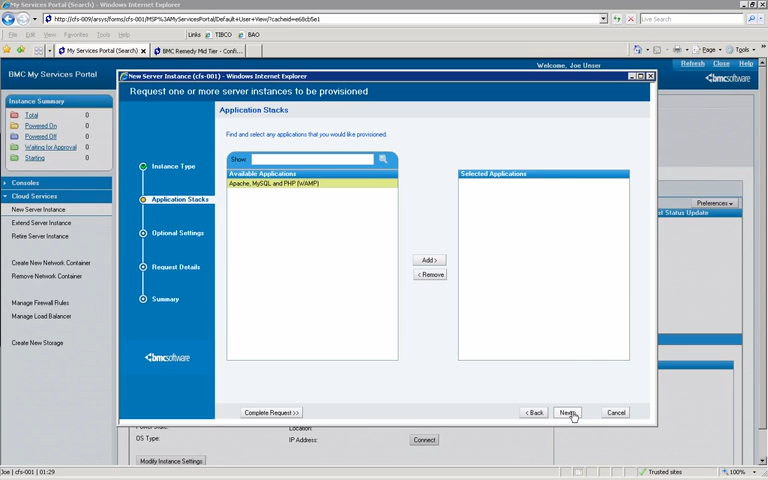 My Services Portal (Search) - Windows Internet Explorer
http://cfs-009/arsys/forms/cfs-001/MSP%3AMyServicesPortal/Default+User+View/?cacheid=e68cb5e1
Live Search
File Edit View Favorites Tools Help
Links TIBCO BAO
My Services Portal (Search)
BMC Remedy Mid Tier - Confi...
Page Tools
Welcome, Joe Unser
Refresh Close Help
BMC My Services Portal
bmcsoftware
Instance Summary
Total 0
Powered On 0
Powered Off 0
Waiting for Approval 0
Starting 0
Consoles
Cloud Services
New Server Instance
Extend Server Instance
Retire Server Instance
Create New Network Container
Remove Network Container
Manage Firewall Rules
Manage Load Balancer
Create New Storage
New Server Instance (cfs-001) - Windows Internet Explorer
Request one or more server instances to be provisioned
Instance Type
Application Stacks
Optional Settings
Request Details
Summary
bmcsoftware
Application Stacks
Find and select any applications that you would like provisioned.
Show
Available Applications
Apache, MySQL and PHP (WAMP)
Add >
< Remove
Selected Applications
Complete Request >>
< Back
Next
Cancel
Preferences
st Status Update
Location:
OS Type:
IP Address:
Connect
Modify Instance Settings
Joe | cfs-001 | 01:29
Trusted sites
100%